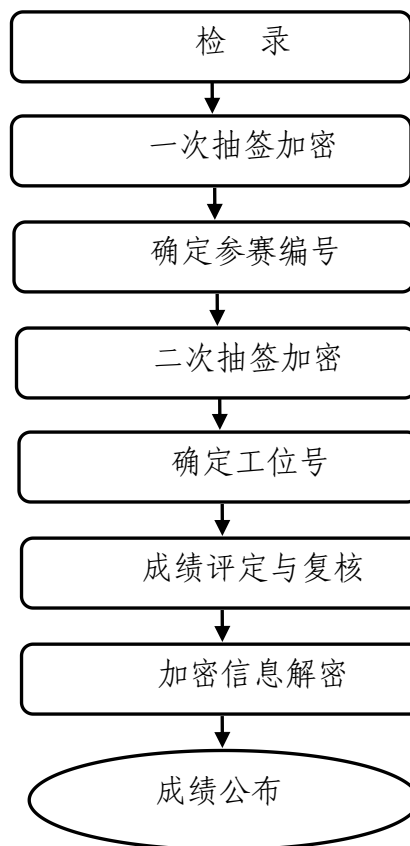 检 录
一次抽签加密
确定参赛编号
二次抽签加密
确定工位号
成绩评定与复核
加密信息解密
成绩公布